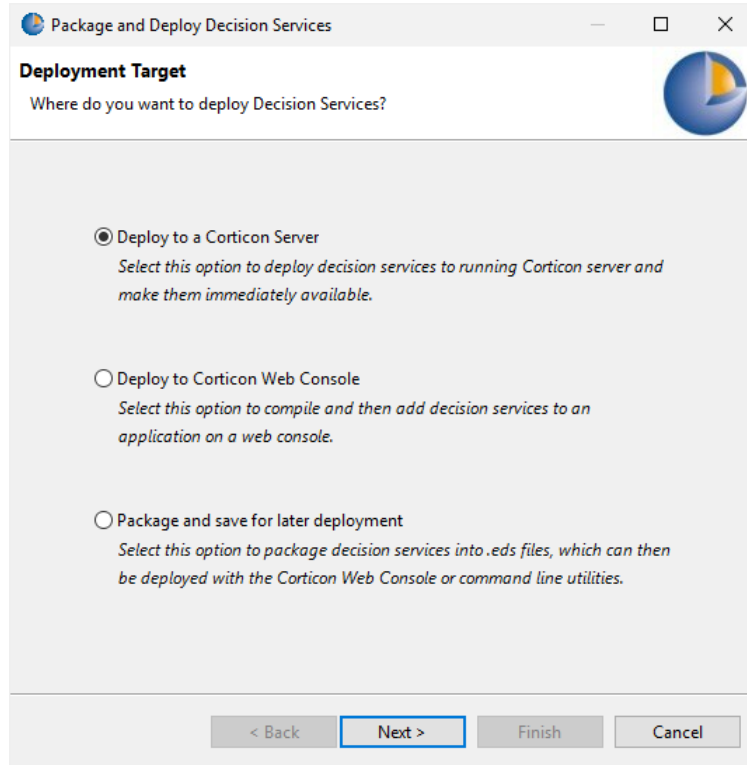 Package and Deploy Decision Services
Deployment Target
Where do you want to deploy Decision Services?
Deploy to a Corticon Server
Select this option to deploy decision services to running Corticon server and
make them immediately available.
Deploy to Corticon Web Console
Select this option to compile and then add decision services to an
application on a web console.
Package and save for later deployment
Select this option to package decision services into .eds files, which can then
be deployed with the Corticon Web Console or command line utilities.
< Back Next > Finish Cancel